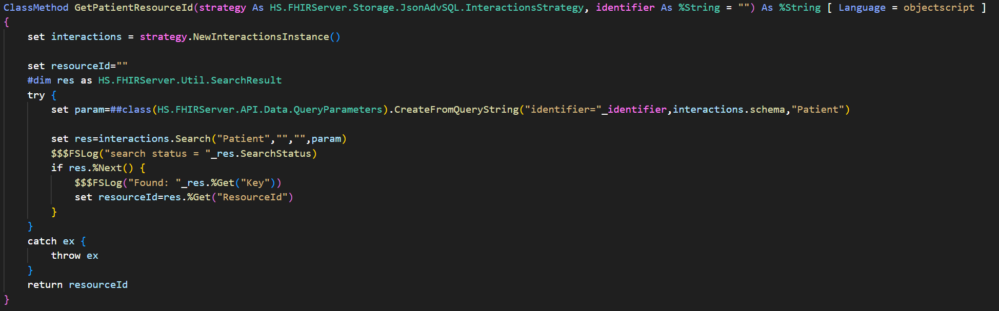 ClassMethod GetPatientResourceId(strategy As HS.FHIRServer.Storage.JsonAdvSQL.InteractionsStrategy, identifier As %String = "") As %String [ Language = objectscript ]
{
    set interactions = strategy.NewInteractionsInstance()

    set resourceId=""
    #dim res as HS.FHIRServer.Util.SearchResult
    try {
        set param=##class(HS.FHIRServer.API.Data.QueryParameters).CreateFromQueryString("identifier="_identifier,interactions.schema,"Patient")

        set res=interactions.Search("Patient","","",param)
        $$$FSLog("search status = "_res.SearchStatus)
        if res.%Next() {
            $$$FSLog("Found: "_res.%Get("Key"))
            set resourceId=res.%Get("ResourceId")
        }
    }
    catch ex {
        throw ex
    }
    return resourceId
}